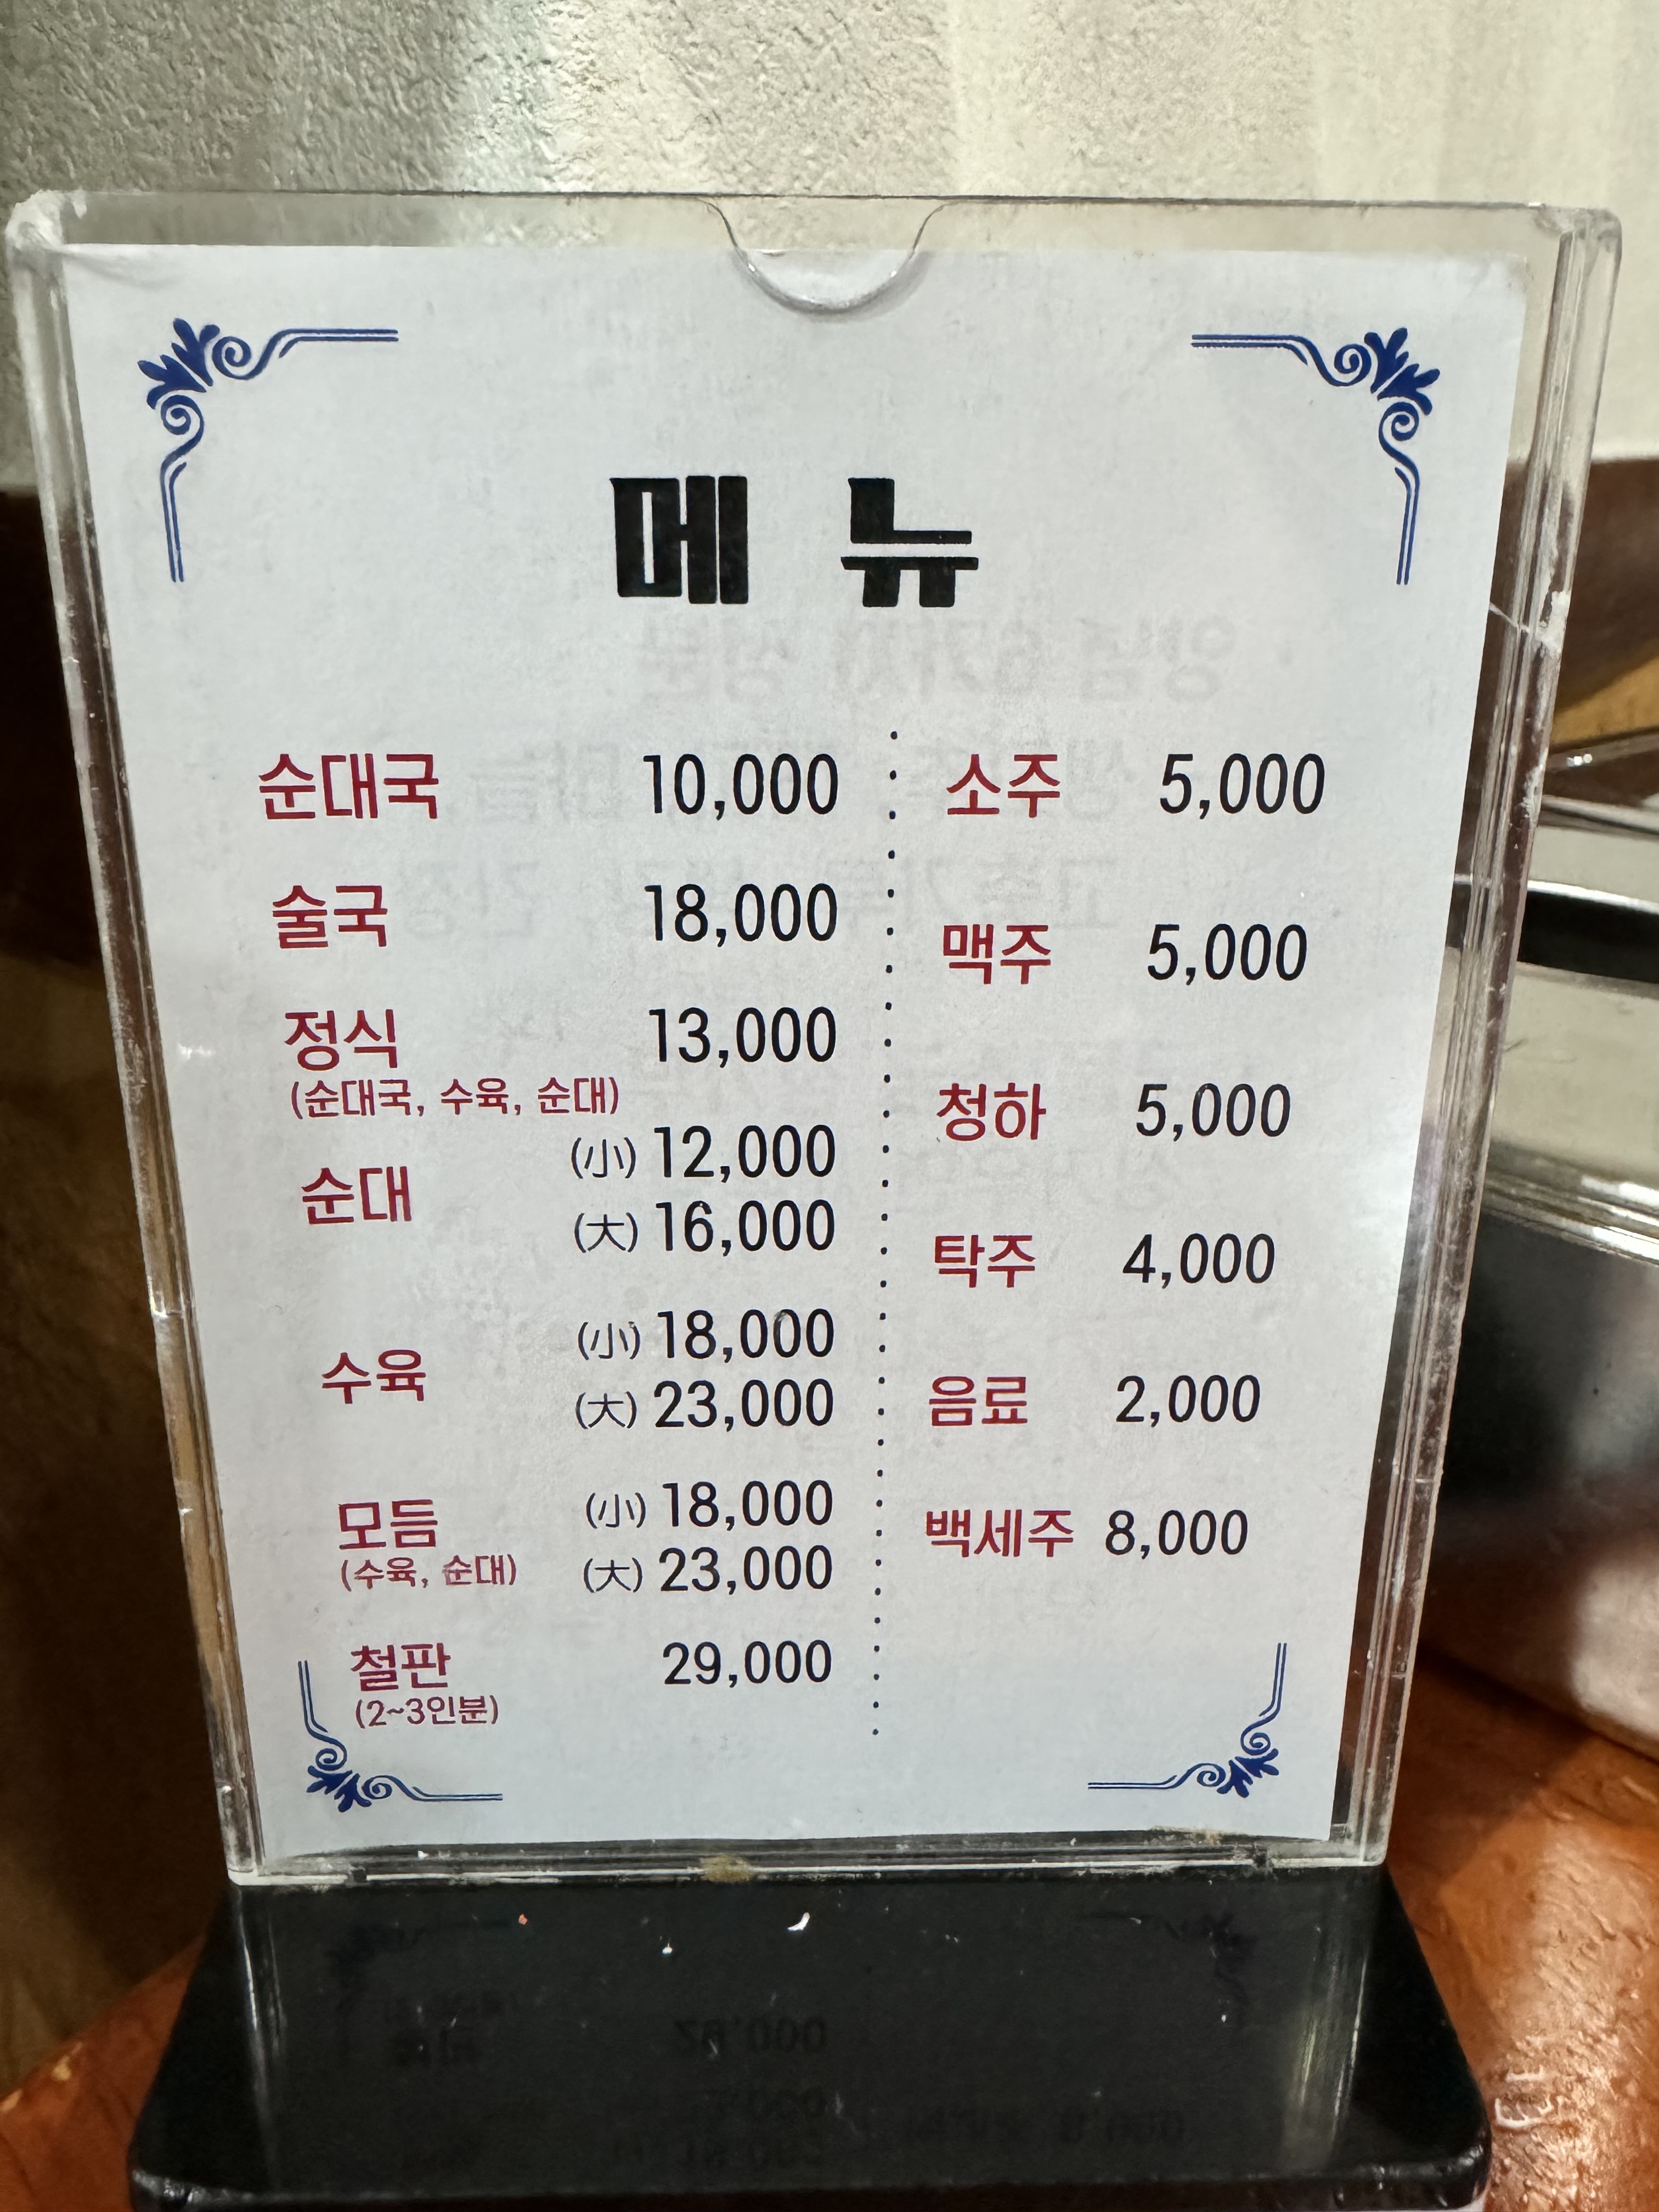 메뉴
순대국 10,000
술국 18,000
정식 13,000
(순대국, 수육, 순대)
순대 (小) 12,000
(大) 16,000
수육 (小) 18,000
(大) 23,000
모듬 (小) 18,000
(수육, 순대) (大) 23,000
철판 29,000
(2~3인분)
소주 5,000
맥주 5,000
청하 5,000
탁주 4,000
음료 2,000
백세주 8,000